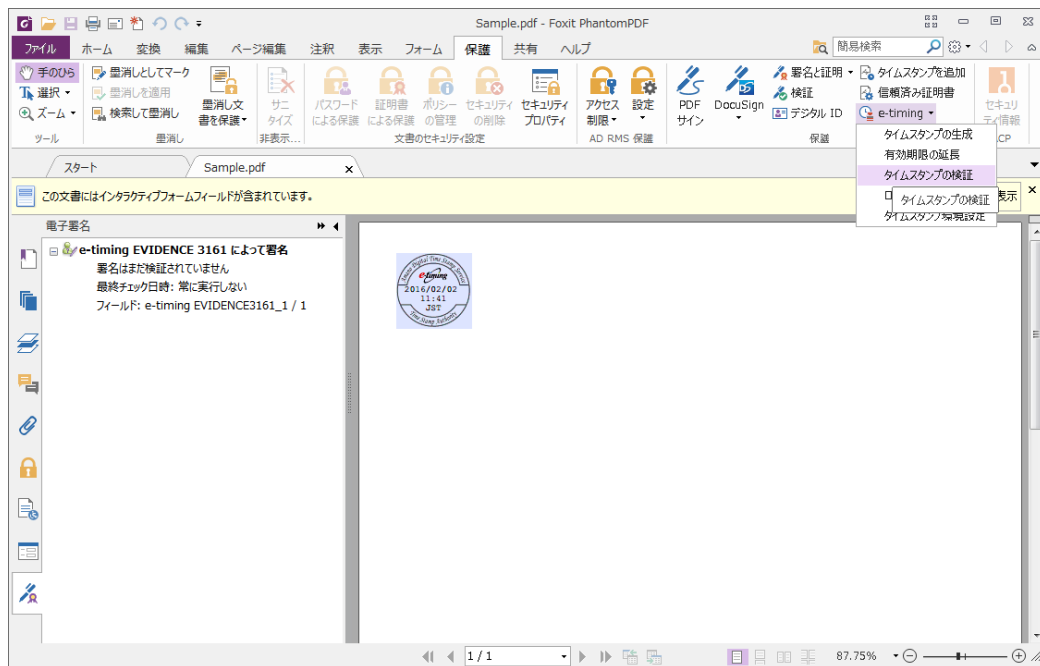 Sample.pdf - Foxit PhantomPDF
ファイル ホーム 変換 編集 ページ編集 注釈 表示 フォーム 保護 共有 ヘルプ
簡易検索
手のひら
選択
ズーム
ツール
墨消しとしてマーク
墨消しを適用
検索して墨消し
墨消し文
書を保護
墨消し
サニ
タイズ
非表示...
パスワード
による保護
証明書
による保護
ポリシー
の管理
セキュリティ
の削除
セキュリティ
プロパティ
文書のセキュリティ設定
アクセス
制限
設定
AD RMS 保護
PDF
サイン
DocuSign
署名と証明
検証
デジタル ID
タイムスタンプを追加
信頼済み証明書
e-timing
保護
セキュリ
ティ情報
.CP
タイムスタンプの生成
有効期限の延長
タイムスタンプの検証
タイムスタンプの検証
タイムスタンプ環境設定
スタート
Sample.pdf
x
この文書にはインタラクティブフォームフィールドが含まれています。
表示
電子署名
e-timing EVIDENCE 3161 によって署名
署名はまだ検証されていません
最終チェック日時: 常に実行しない
フィールド: e-timing EVIDENCE3161_1 / 1
Amano Digital Time Stamp Service
e-timing
2016/02/02
11:41
JST
Time Stamp Authority
1 / 1
87.75%